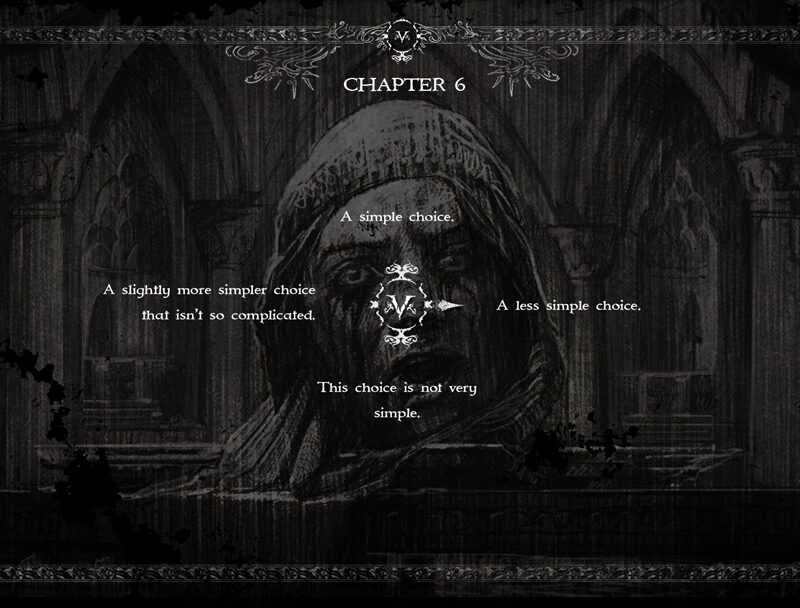 V
CHAPTER 6
A simple choice.
A slightly more simpler choice
that isn't so complicated.
V
A less simple choice.
This choice is not very
simple.